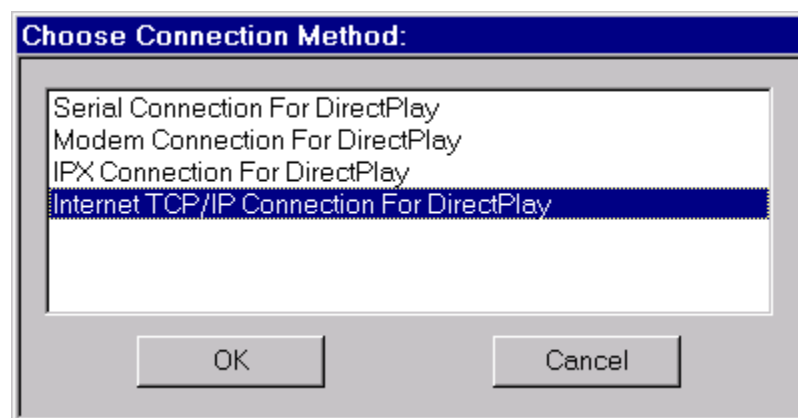 Choose Connection Method:
Serial Connection For DirectPlay
Modem Connection For DirectPlay
IPX Connection For DirectPlay
Internet TCP/IP Connection For DirectPlay
OK Cancel